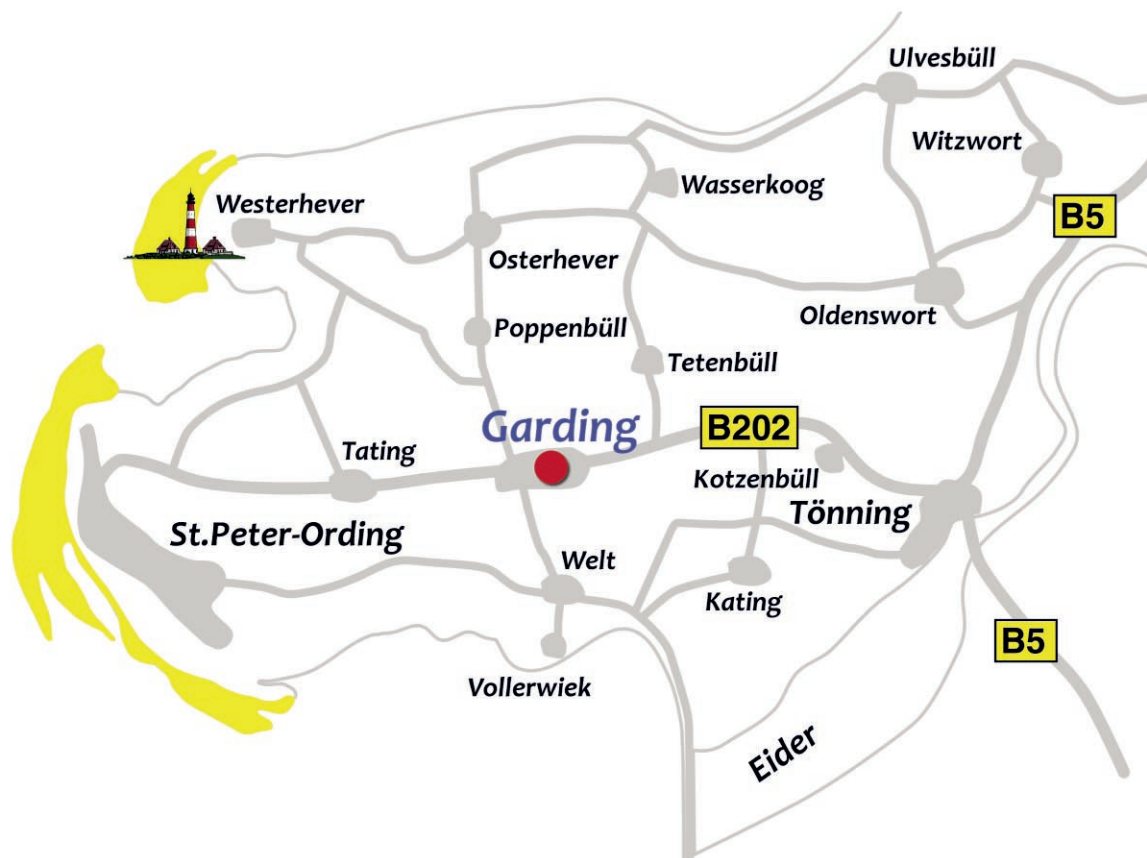 Ulvesbüll
Witzwort
Wasserkoog
Westerhever
B5
Osterhever
Oldenswort
Poppenbüll
Tetenbüll
Garding
B202
Tating
Kotzenbüll
Tönning
St.Peter-Ording
Welt
Kating
B5
Vollerwiek
Eider